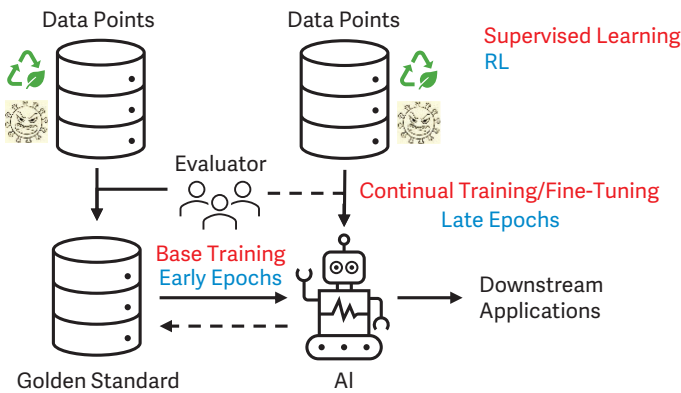 Data Points
Data Points
Supervised Learning
RL
Evaluator
Continual Training/Fine-Tuning
Late Epochs
Base Training
Early Epochs
Downstream
Applications
Golden Standard
AI